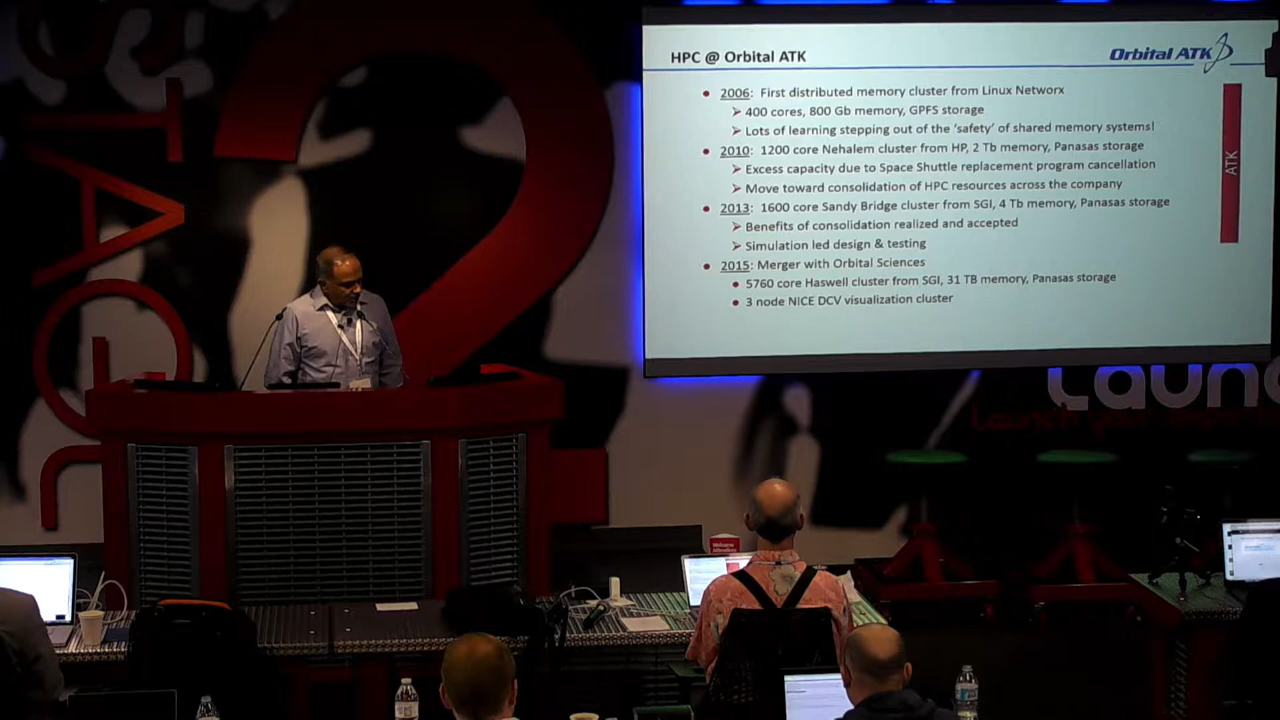 HPC @ Orbital ATK
Orbital ATK
2006: First distributed memory cluster from Linux Networx
400 cores, 800 Gb memory, GPFS storage
Lots of learning stepping out of the 'safety' of shared memory systems!
2010: 1200 core Nehalem cluster from HP, 2 Tb memory, Panasas storage
Excess capacity due to Space Shuttle replacement program cancellation
Move toward consolidation of HPC resources across the company
2013: 1600 core Sandy Bridge cluster from SGI, 4 Tb memory, Panasas storage
Benefits of consolidation realized and accepted
Simulation led design & testing
2015: Merger with Orbital Sciences
5760 core Haswell cluster from SGI, 31 TB memory, Panasas storage
3 node NICE DCV visualization cluster
ATK
STAGE
2
Launc
Launch your